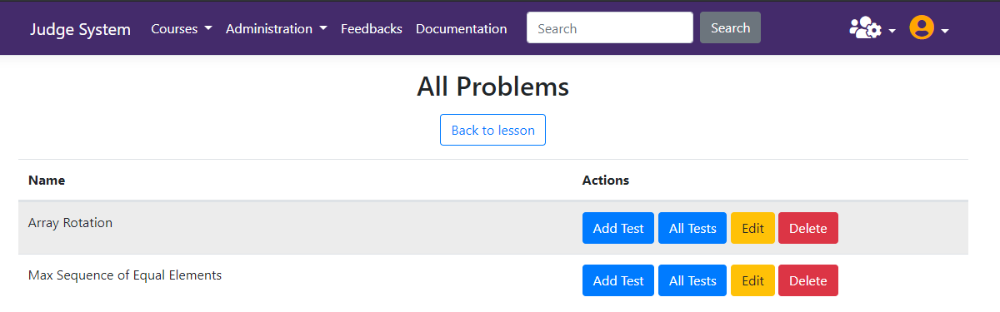 Judge System Courses Administration Feedbacks Documentation Search Search
All Problems
Back to lesson
Name Actions
Array Rotation Add Test All Tests Edit Delete
Max Sequence of Equal Elements Add Test All Tests Edit Delete